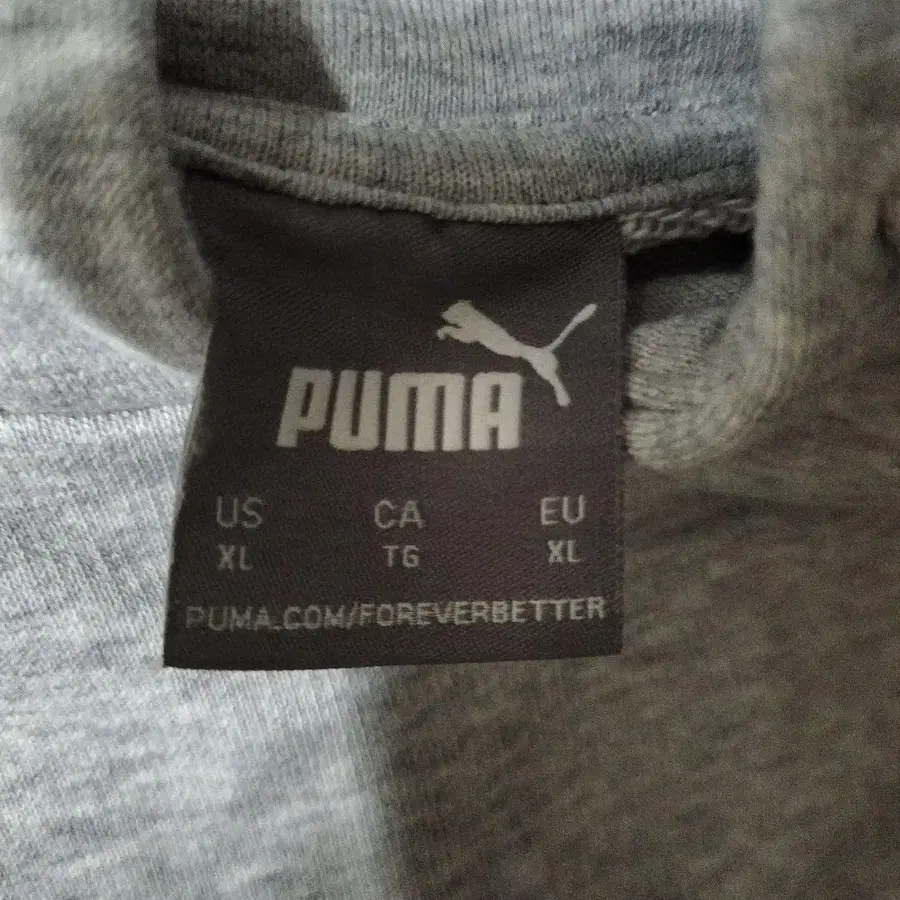 PUMA
US CA EU
XL TG XL
PUMA.COM/FOREVERBETTER